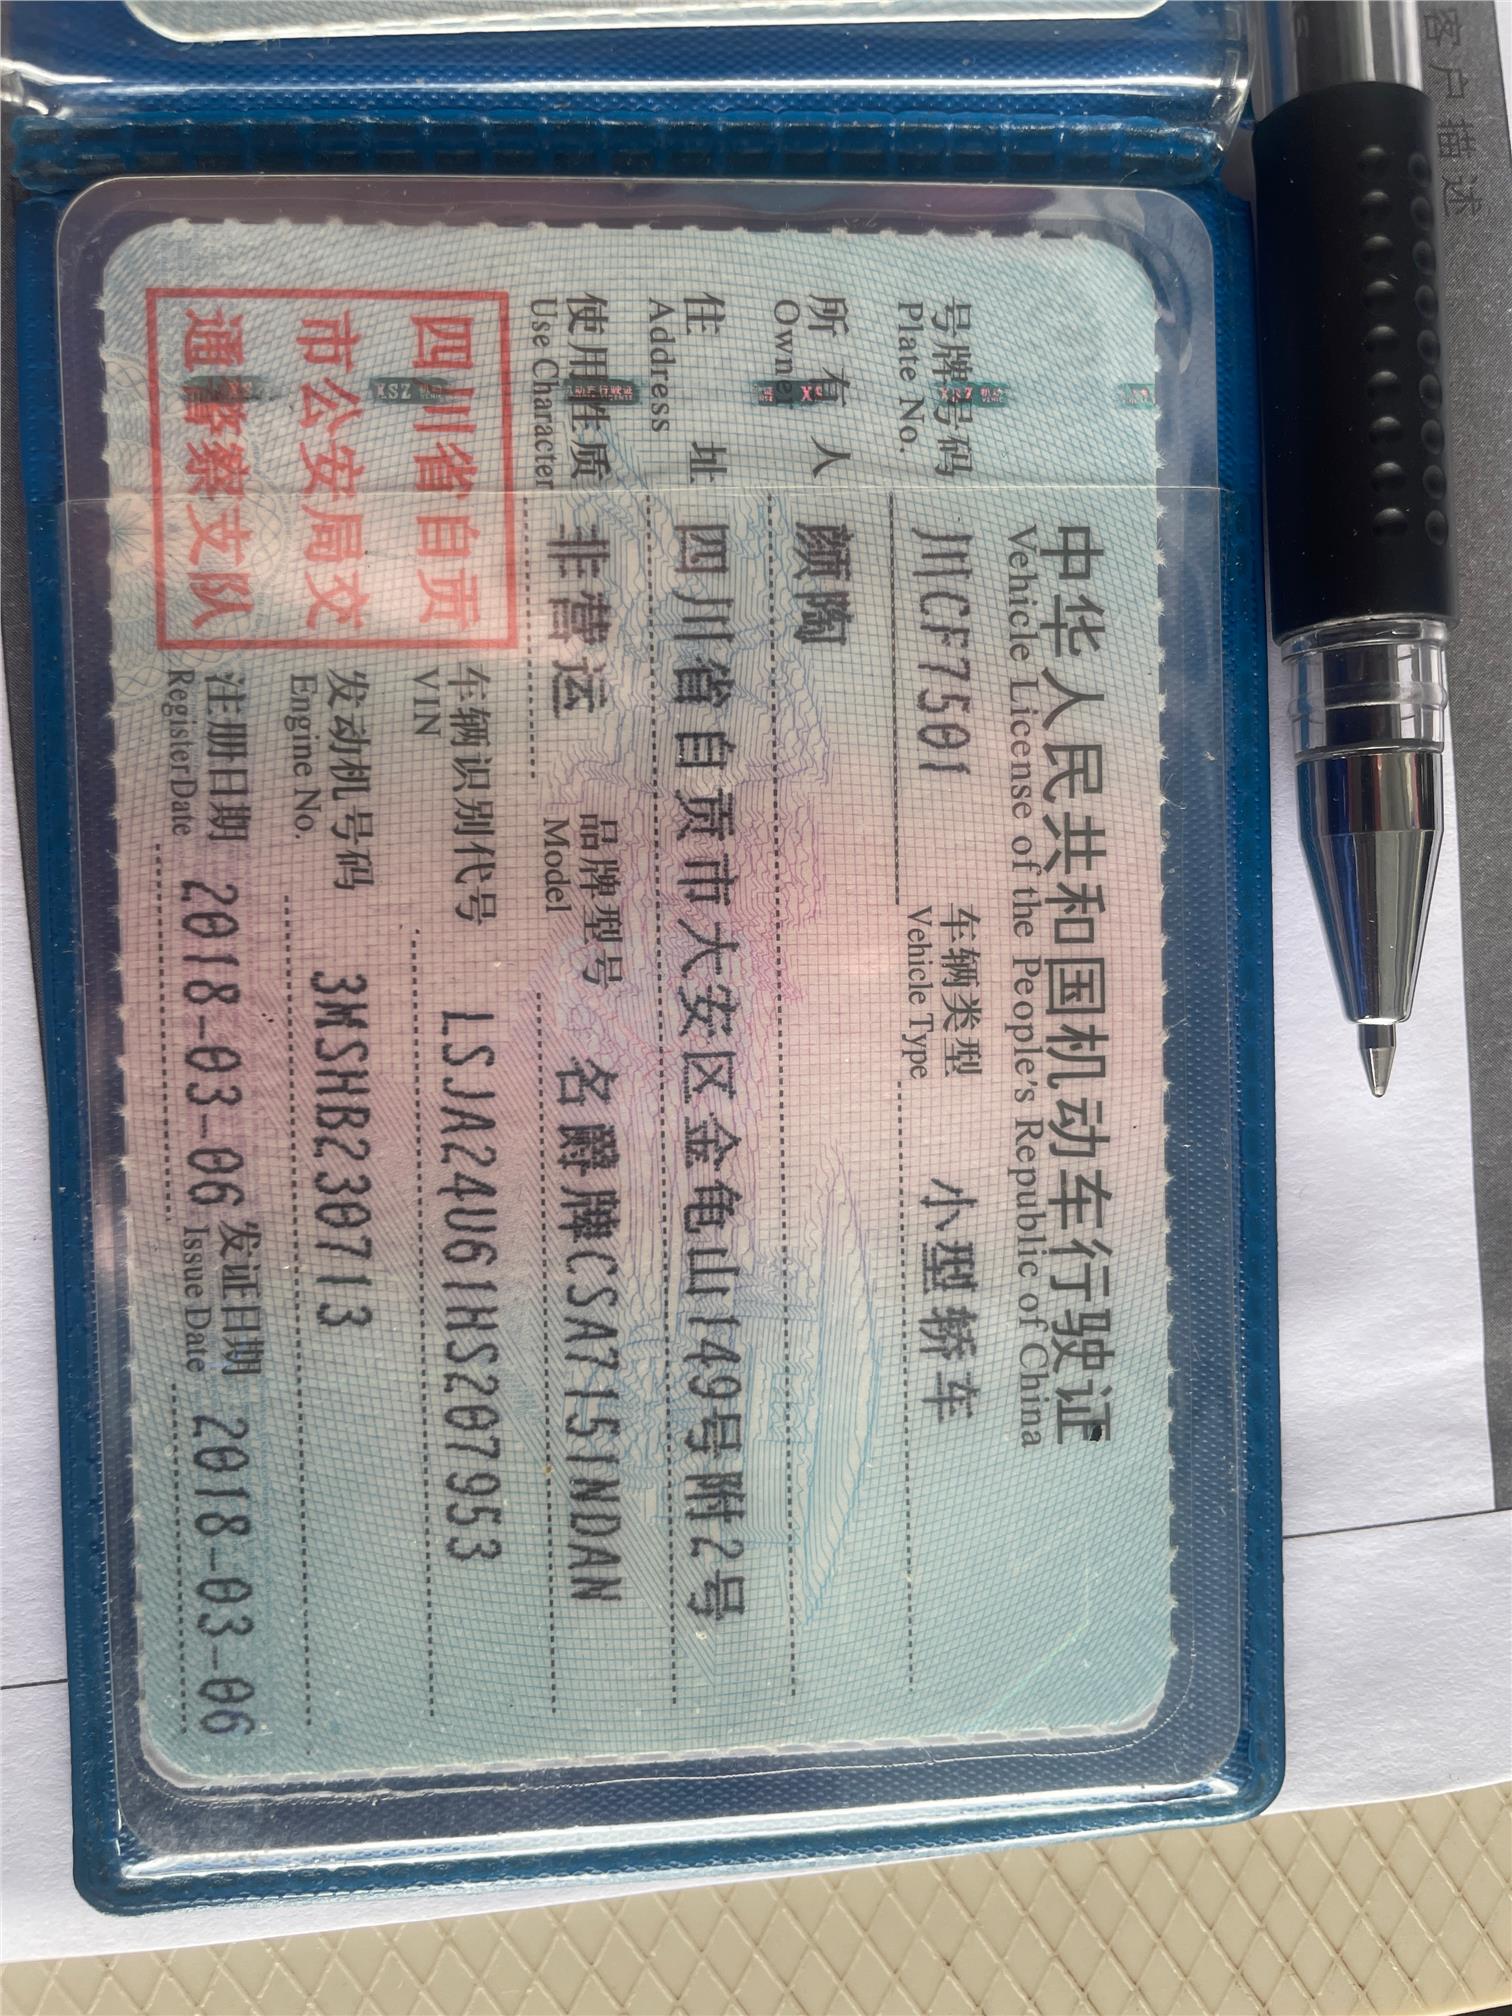 中华人民共和国机动车行驶证
Vehicle License of the People's Republic of China
号牌号码 川CF7501 车辆类型 小型轿车
Plate No. Vehicle Type
所有人 颜陶
Owner
住址 四川省自贡市大安区金龟山149号附2号
Address
使用性质 非营运 品牌型号 名爵牌CSA7151NDAN
Use Character Model
四川省自贡
市公安局交
通警察支队
车辆识别代号 LSJA24U61HS207953
VIN
发动机号码 3MSHB230713
Engine No.
注册日期 2018-03-06 发证日期 2018-03-06
Register Date Issue Date
客户描述